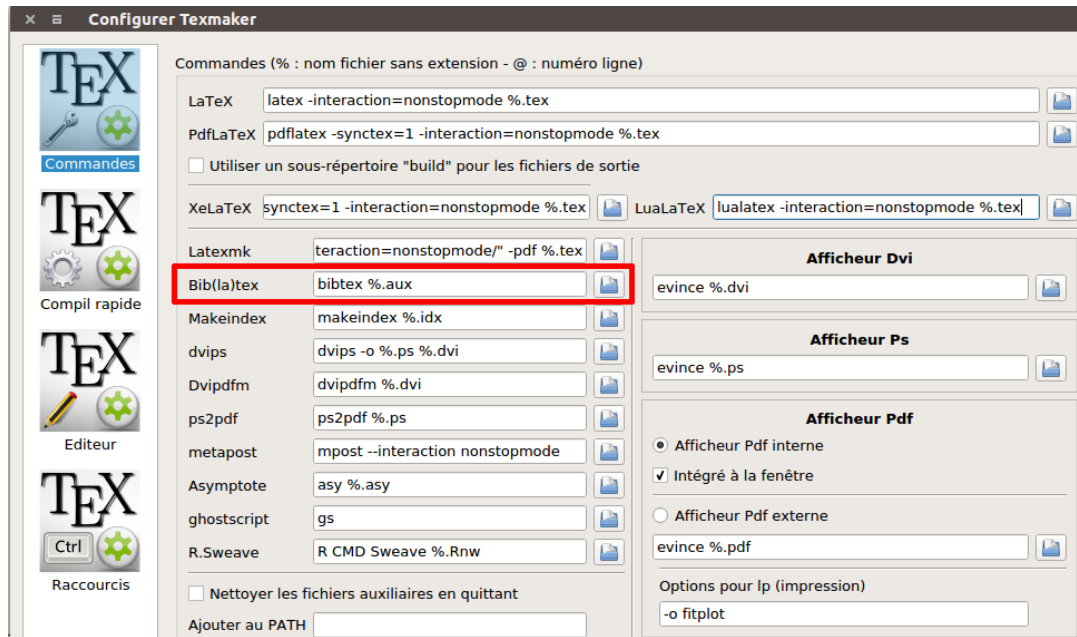 Configurer Texmaker
TEX
Commandes
TEX
Compil rapide
TEX
Editeur
TEX
Ctrl
Raccourcis
Commandes (% : nom fichier sans extension - @ : numéro ligne)
LaTeX latex -interaction=nonstopmode %.tex
PdfLaTeX pdflatex -synctex=1 -interaction=nonstopmode %.tex
Utiliser un sous-répertoire "build" pour les fichiers de sortie
XeLaTeX synctex=1 -interaction=nonstopmode %.tex LuaLaTeX lualatex -interaction=nonstopmode %.tex
Latexmk teraction=nonstopmode/" -pdf %.tex
Bib(la)tex bibtex %.aux
Makeindex makeindex %.idx
dvips dvips -o %.ps %.dvi
Dvipdfm dvipdfm %.dvi
ps2pdf ps2pdf %.ps
metapost mpost --interaction nonstopmode
Asymptote asy %.asy
ghostscript gs
R.Sweave R CMD Sweave %.Rnw
Nettoyer les fichiers auxiliaires en quittant
Ajouter au PATH
Afficheur Dvi
evince %.dvi
Afficheur Ps
evince %.ps
Afficheur Pdf
Afficheur Pdf interne
Intégré à la fenêtre
Afficheur Pdf externe
evince %.pdf
Options pour lp (impression)
-o fitplot